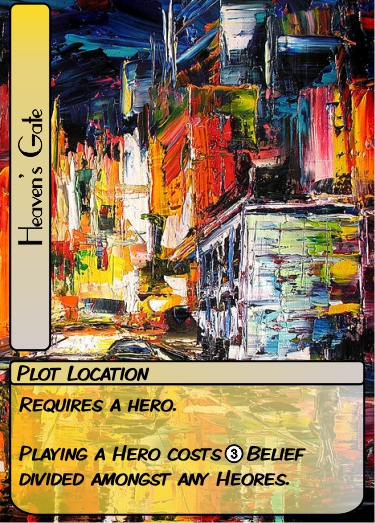 Heaven's Gate
Plot Location
Requires a hero.
Playing a Hero costs 3 Belief
divided amongst any Heores.